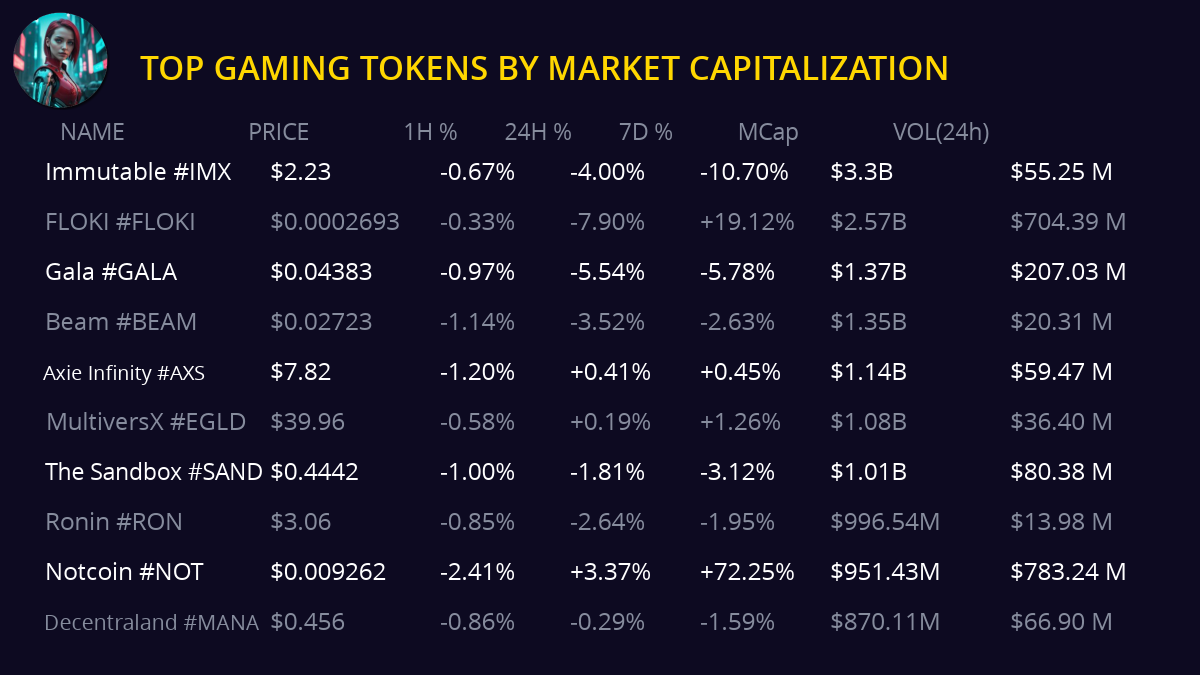 TOP GAMING TOKENS BY MARKET CAPITALIZATION
NAME PRICE 1H % 24H % 7D % MCap VOL(24h)
Immutable #IMX $2.23 -0.67% -4.00% -10.70% $3.3B $55.25 M
FLOKI #FLOKI $0.0002693 -0.33% -7.90% +19.12% $2.57B $704.39 M
Gala #GALA $0.04383 -0.97% -5.54% -5.78% $1.37B $207.03 M
Beam #BEAM $0.02723 -1.14% -3.52% -2.63% $1.35B $20.31 M
Axie Infinity #AXS $7.82 -1.20% +0.41% +0.45% $1.14B $59.47 M
MultiversX #EGLD $39.96 -0.58% +0.19% +1.26% $1.08B $36.40 M
The Sandbox #SAND $0.4442 -1.00% -1.81% -3.12% $1.01B $80.38 M
Ronin #RON $3.06 -0.85% -2.64% -1.95% $996.54M $13.98 M
Notcoin #NOT $0.009262 -2.41% +3.37% +72.25% $951.43M $783.24 M
Decentraland #MANA $0.456 -0.86% -0.29% -1.59% $870.11M $66.90 M